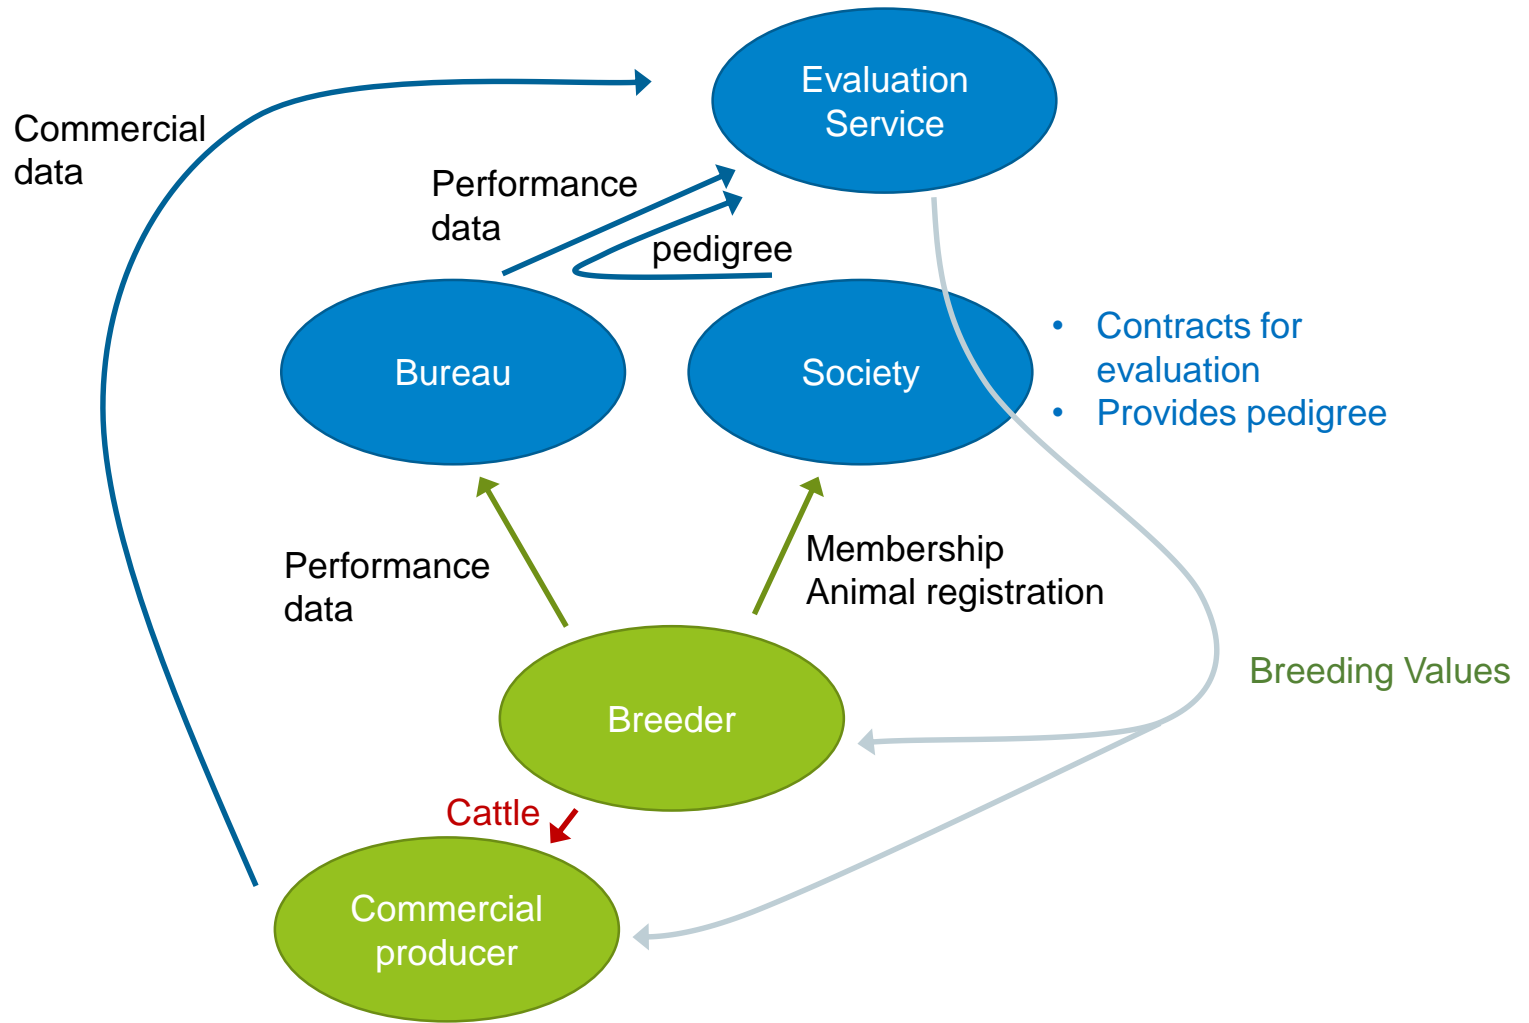 Evaluation
Service
Commercial
data
Performance
data
pedigree
Bureau
Society
• Contracts for
evaluation
• Provides pedigree
Performance
data
Membership
Animal registration
Breeding Values
Breeder
Cattle
Commercial
producer